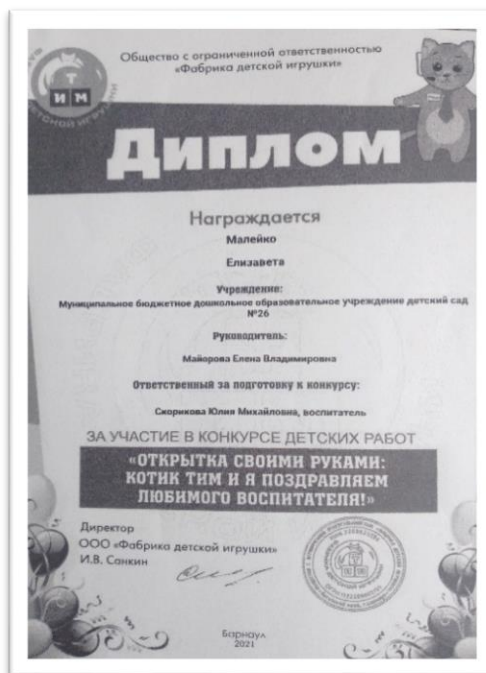 Общество с ограниченной ответственностью
«Фабрика детской игрушки»
ТИМ
Диплом
Награждается
Малейко
Елизавета
Учреждение:
Муниципальное бюджетное дошкольное образовательное учреждение детский сад
№26
Руководитель:
Майорова Елена Владимировна
Ответственный за подготовку к конкурсу:
Скорикова Юлия Михайловна, воспитатель
ЗА УЧАСТИЕ В КОНКУРСЕ ДЕТСКИХ РАБОТ
«ОТКРЫТКА СВОИМИ РУКАМИ:
КОТИК ТИМ И Я ПОЗДРАВЛЯЕМ
ЛЮБИМОГО ВОСПИТАТЕЛЯ!»
Директор
ООО «Фабрика детской игрушки»
И.В. Санкин
Барнаул
2021